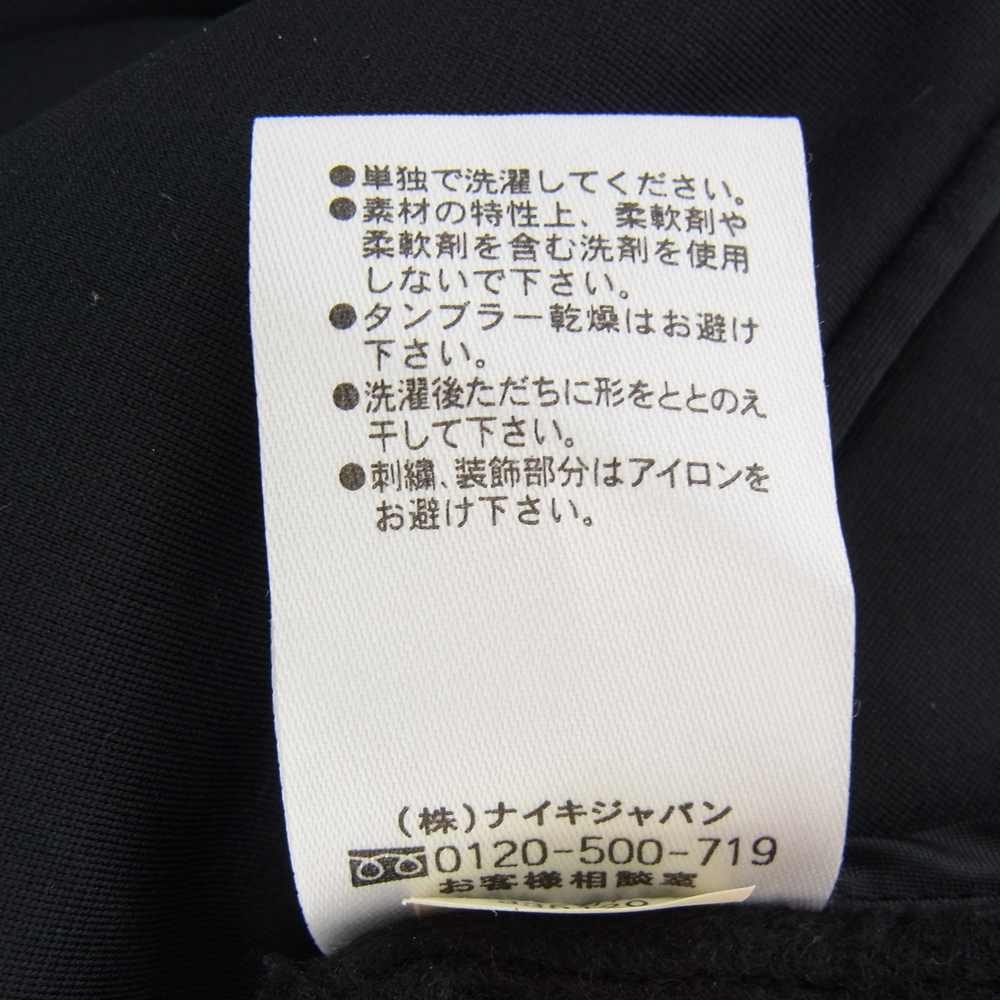 ●単独で洗濯してください。
●素材の特性上、柔軟剤や
柔軟剤を含む洗剤を使用
しないで下さい。
●タンブラー乾燥はお避け
下さい。
●洗濯後ただちに形をととのえ
干して下さい。
●刺繍、装飾部分はアイロンを
お避け下さい。
(株)ナイキジャパン
0120-500-719
お客様相談室